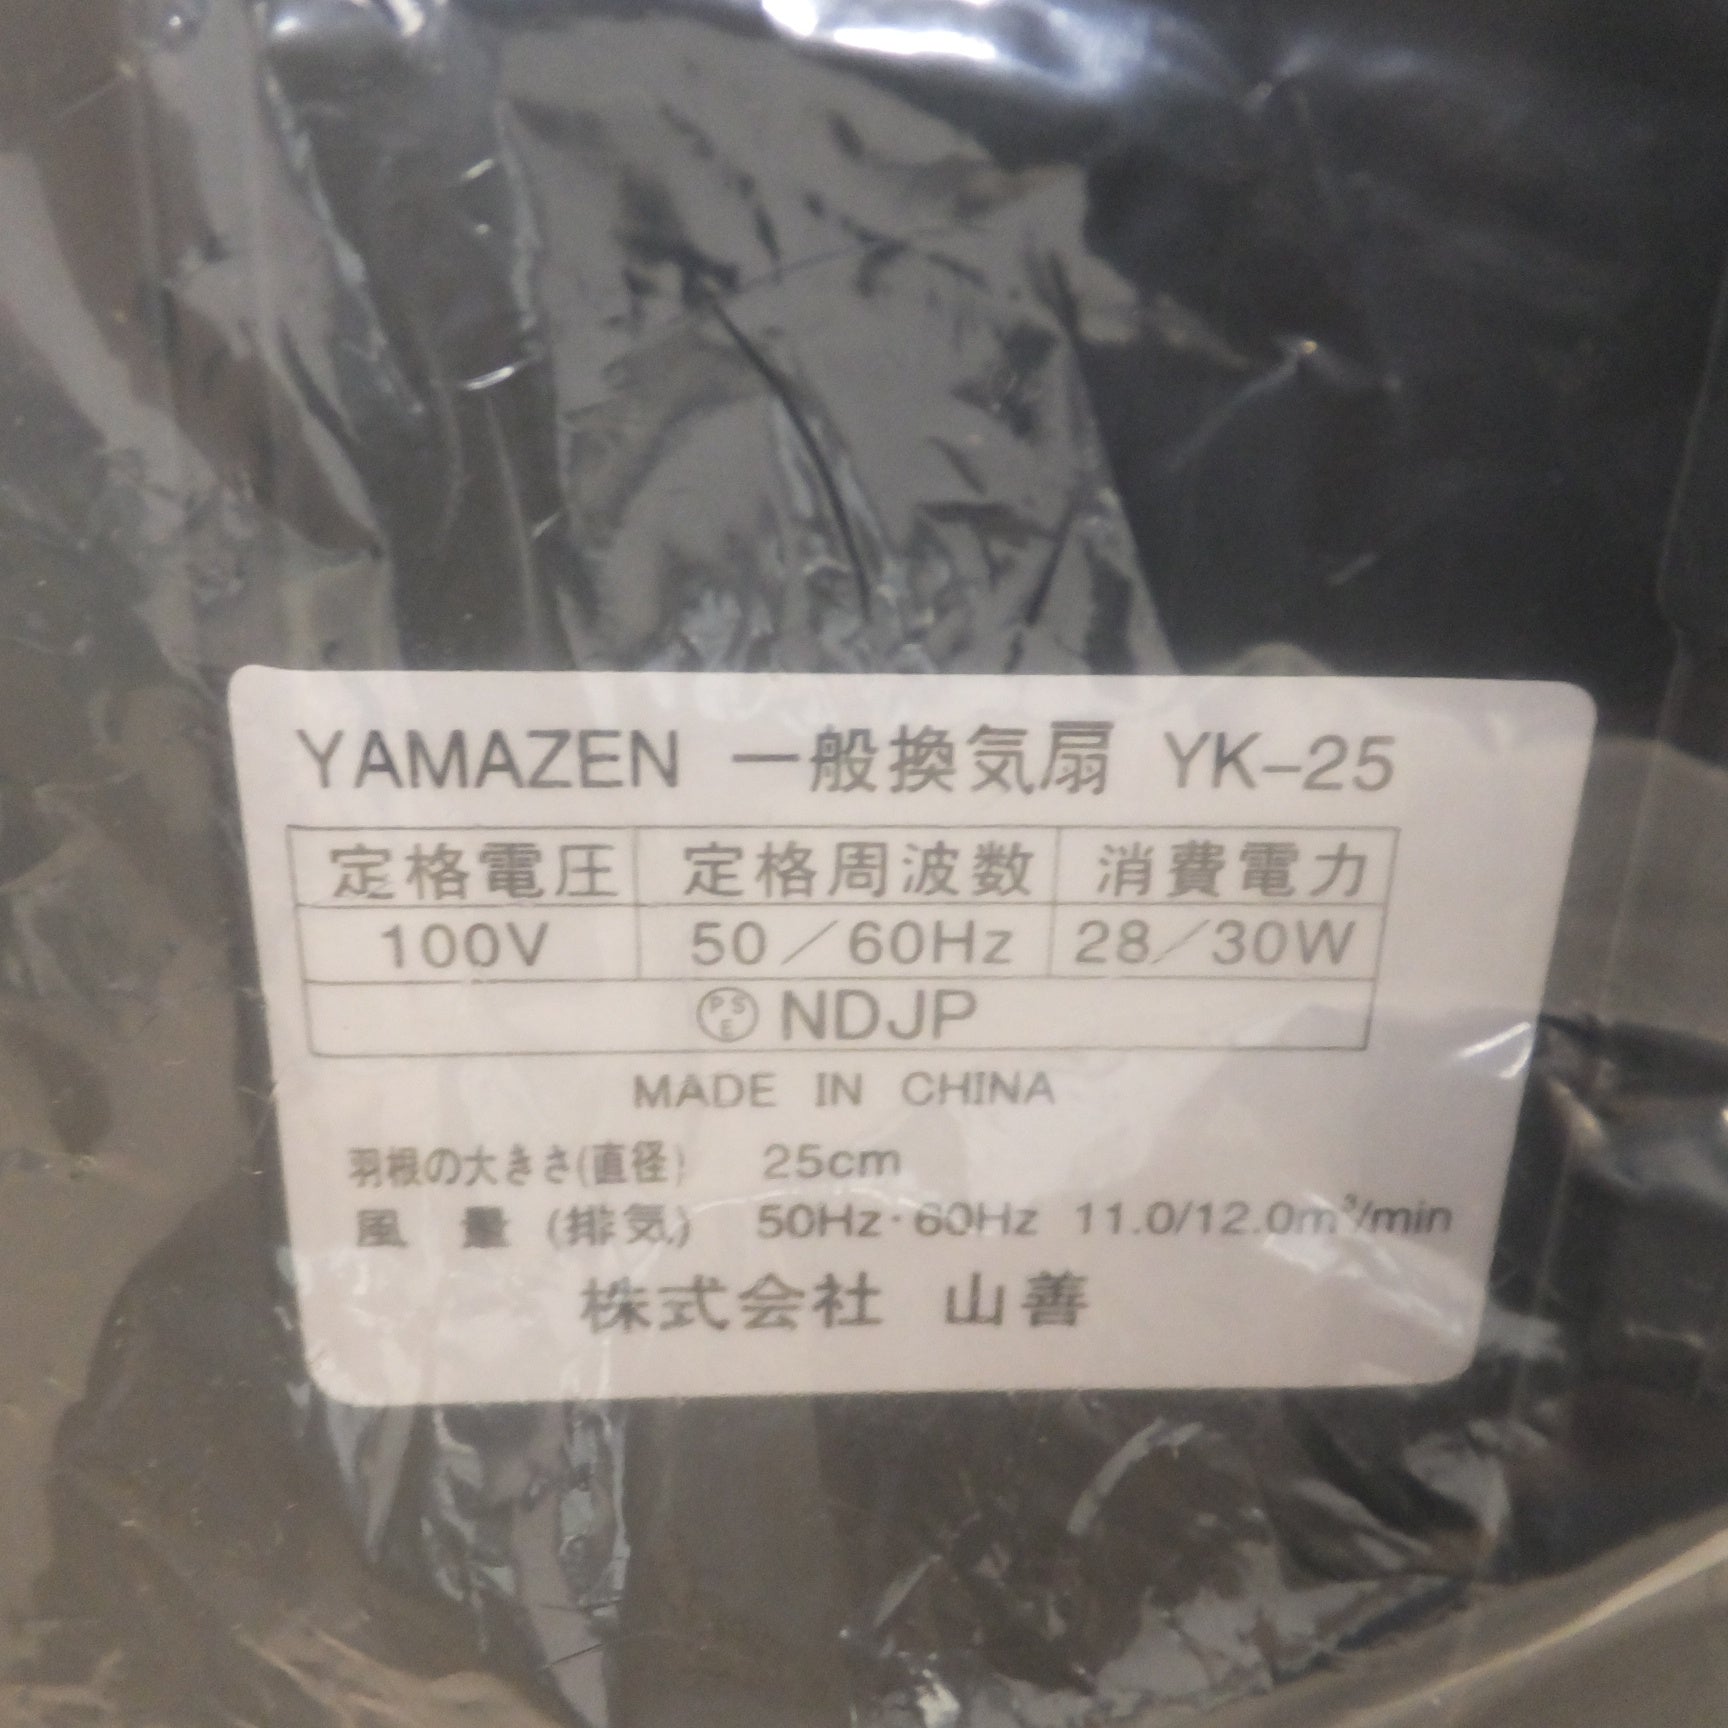 YAMAZEN 一般換気扇 YK-25
定格電圧 定格周波数 消費電力
100V 50/60Hz 28/30W
PSE NDJP
MADE IN CHINA
羽根の大きさ(直径) 25cm
風量(排気) 50Hz・60Hz 11.0/12.0m³/min
株式会社 山善